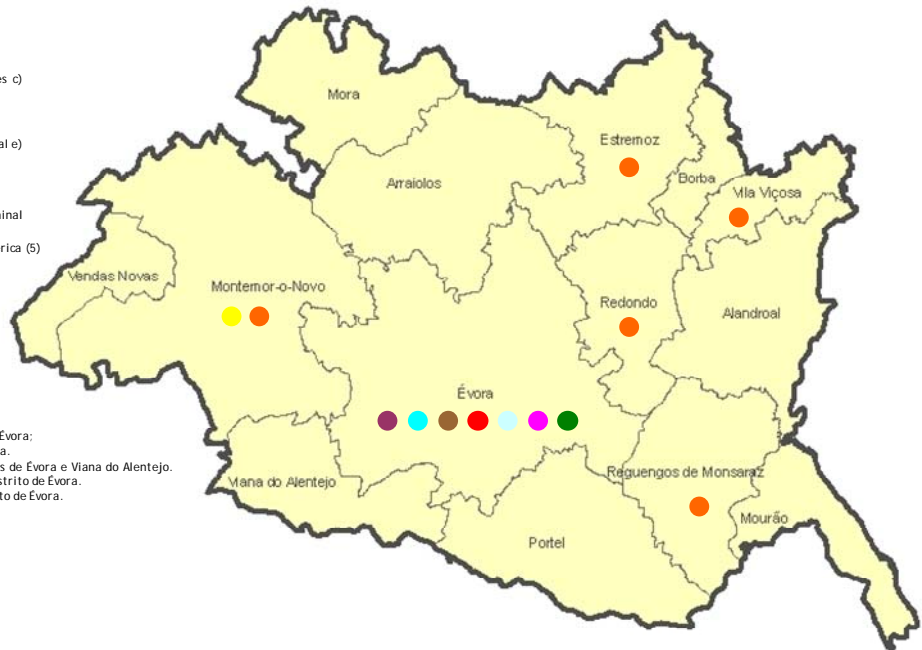 es c)
al e)
inal
rica (5)
Évora;
a.
s de Évora e Viana do Alentejo.
strito de Évora.
to de Évora.
Mora
Estremoz
Arraiolos
Borba
Vila Viçosa
Vendas Novas
Montemor-o-Novo
Redondo
Alandroal
Évora
Viana do Alentejo
Reguengos de Monsaraz
Mourão
Portel